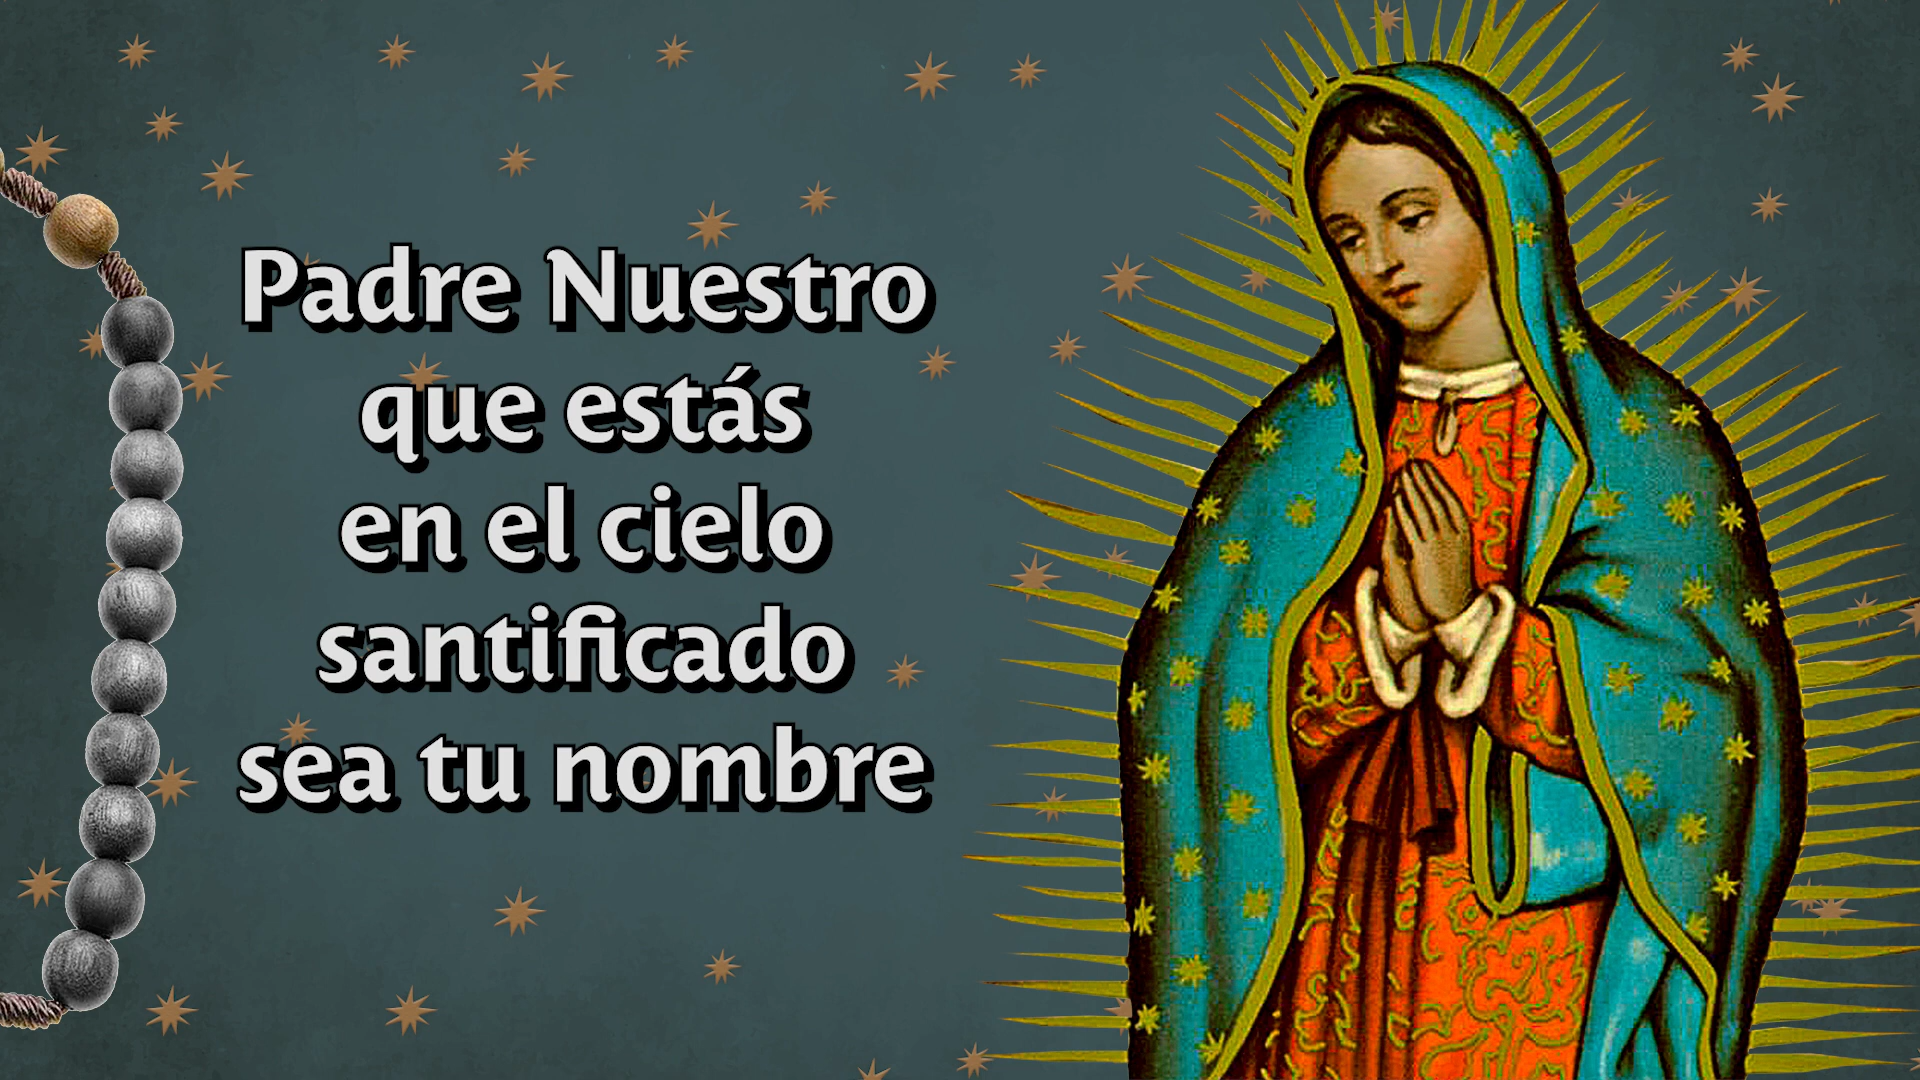 Padre Nuestro
que estás
en el cielo
santificado
sea tu nombre